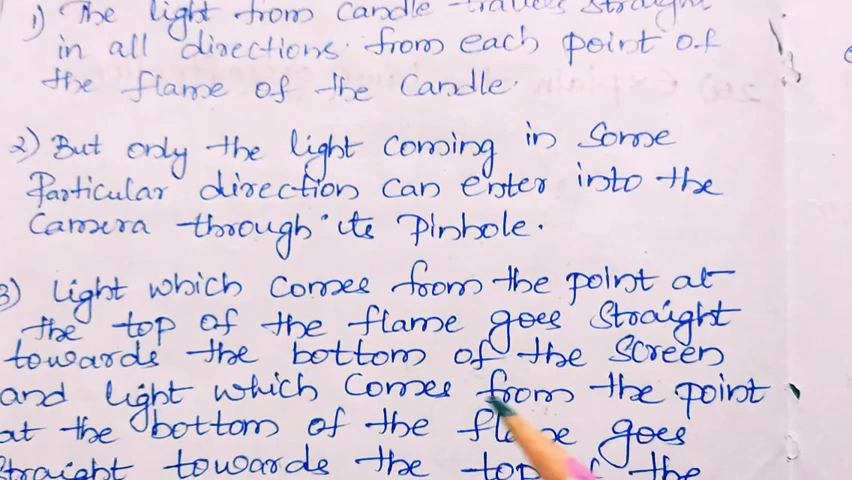 1) The light from candle travels straight
in all directions. from each point of
the flame of the candle.
2) But only the light coming in some
Particular direction can enter into the
camera through its pinhole.
3) Light which comes from the point at
the top of the flame goes straight
towards the bottom of the screen
and light which comes from the point
at the bottom of the flame goes
straight towards the top of the